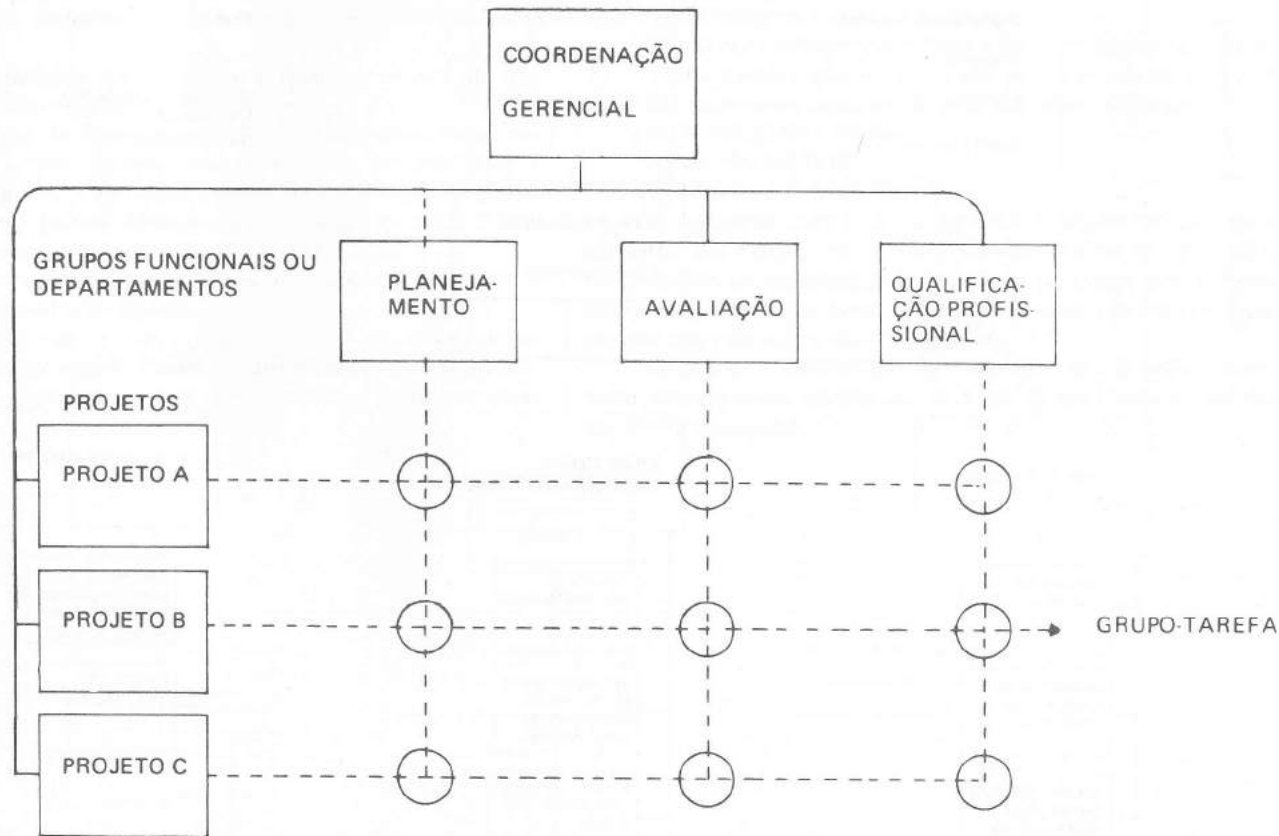 COORDENAÇÃO
GERENCIAL
GRUPOS FUNCIONAIS OU
DEPARTAMENTOS
PLANEJA-
MENTO
AVALIAÇÃO
QUALIFICA-
ÇÃO PROFIS-
SIONAL
PROJETOS
PROJETO A
PROJETO B
GRUPO-TAREFA
PROJETO C